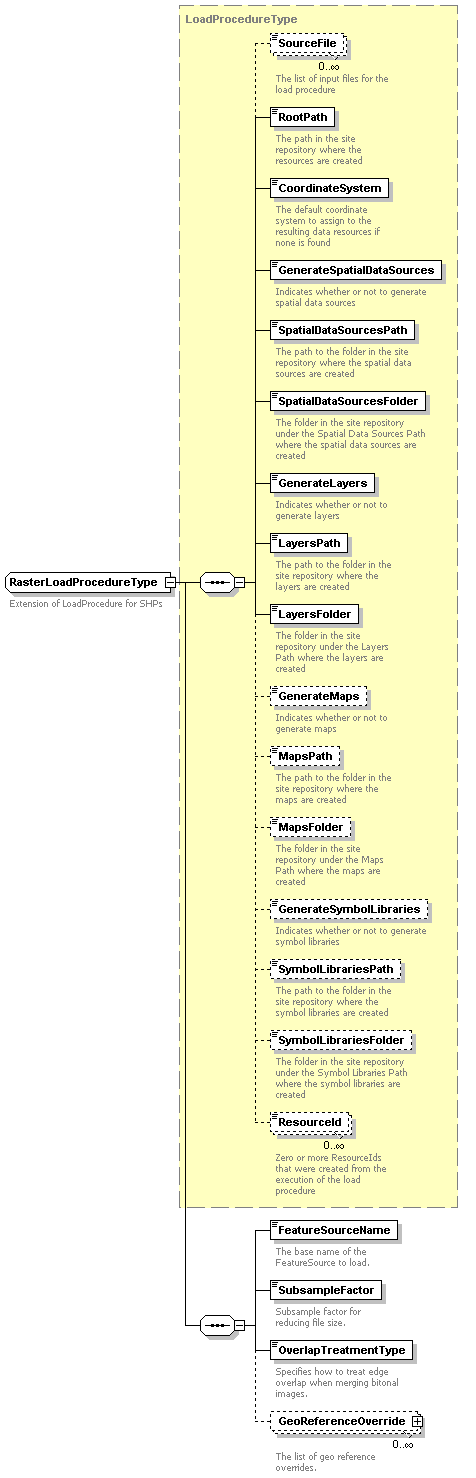 LoadProcedureType
SourceFile
0..∞
The list of input files for the
load procedure
RootPath
The path in the site
repository where the
resources are created
CoordinateSystem
The default coordinate
system to assign to the
resulting data resources if
none is found
GenerateSpatialDataSources
Indicates whether or not to generate
spatial data sources
SpatialDataSourcesPath
The path to the folder in the site
repository where the spatial data
sources are created
SpatialDataSourcesFolder
The folder in the site repository
under the Spatial Data Sources Path
where the spatial data sources are
created
GenerateLayers
Indicates whether or not to
generate layers
LayersPath
The path to the folder in the
site repository where the
layers are created
RasterLoadProcedureType
Extension of LoadProcedure for SHPs
LayersFolder
The folder in the site
repository under the Layers
Path where the layers are
created
GenerateMaps
Indicates whether or not to
generate maps
MapsPath
The path to the folder in the
site repository where the
maps are created
MapsFolder
The folder in the site
repository under the Maps
Path where the maps are
created
GenerateSymbolLibraries
Indicates whether or not to generate
symbol libraries
SymbolLibrariesPath
The path to the folder in the
site repository where the
symbol libraries are created
SymbolLibrariesFolder
The folder in the site repository
under the Symbol Libraries Path
where the symbol libraries are
created
ResourceId
0..∞
Zero or more ResourceIds
that were created from the
execution of the load
procedure
FeatureSourceName
The base name of the
FeatureSource to load.
SubsampleFactor
Subsample factor for
reducing file size.
OverlapTreatmentType
Specifies how to treat edge
overlap when merging bitonal
images.
GeoReferenceOverride
0..∞
The list of geo reference
overrides.